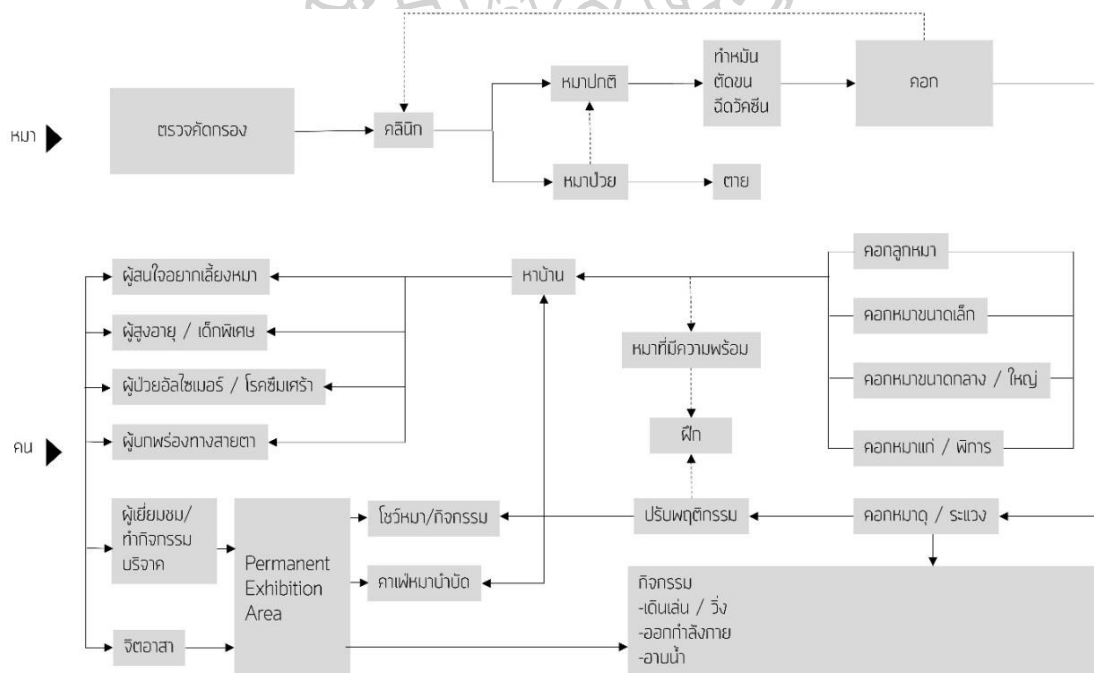 หมา
ตรวจคัดกรอง
คลินิก
หมาปกติ
ทำหมัน
ตัดขน
ฉีดวัคซีน
คอก
หมาป่วย
ตาย
คน
ผู้สนใจอยากเลี้ยงหมา
ผู้สูงอายุ / เด็กพิเศษ
ผู้ป่วยอัลไซเมอร์ / โรคซึมเศร้า
ผู้บกพร่องทางสายตา
ผู้เยี่ยมชม/
ทำกิจกรรม
บริจาค
จิตอาสา
Permanent
Exhibition
Area
หาบ้าน
โชว์หมา/กิจกรรม
คาเฟ่หมาบำบัด
หมาที่มีความพร้อม
ฝึก
ปรับพฤติกรรม
คอกลูกหมา
คอกหมาขนาดเล็ก
คอกหมาขนาดกลาง / ใหญ่
คอกหมาแก่ / พิการ
คอกหมาดุ / ระแวง
กิจกรรม
-เดินเล่น / วิ่ง
-ออกกำลังกาย
-อาบน้ำ